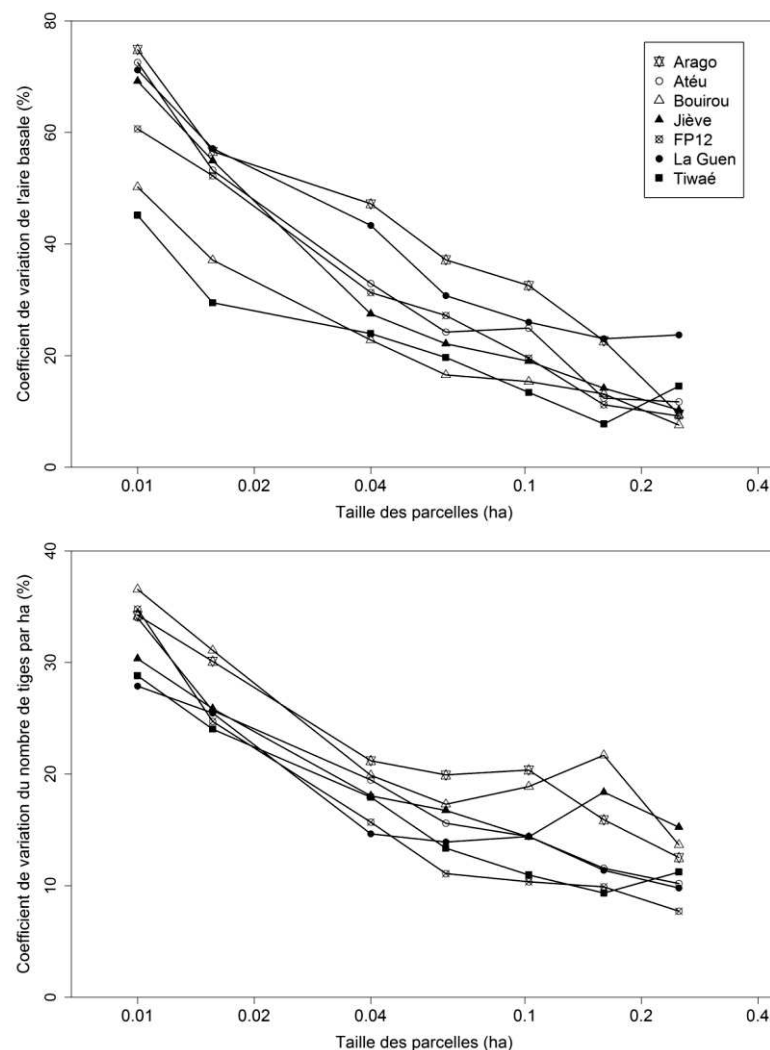 Coefficient de variation de l'aire basale (%)
80
60
40
20
0
Arago
Atéu
Bouirou
Jiève
FP12
La Guen
Tiwaé
0.01 0.02 0.04 0.1 0.2 0.4
Taille des parcelles (ha)
Coefficient de variation du nombre de tiges par ha (%)
40
30
20
10
0
0.01 0.02 0.04 0.1 0.2 0.4
Taille des parcelles (ha)